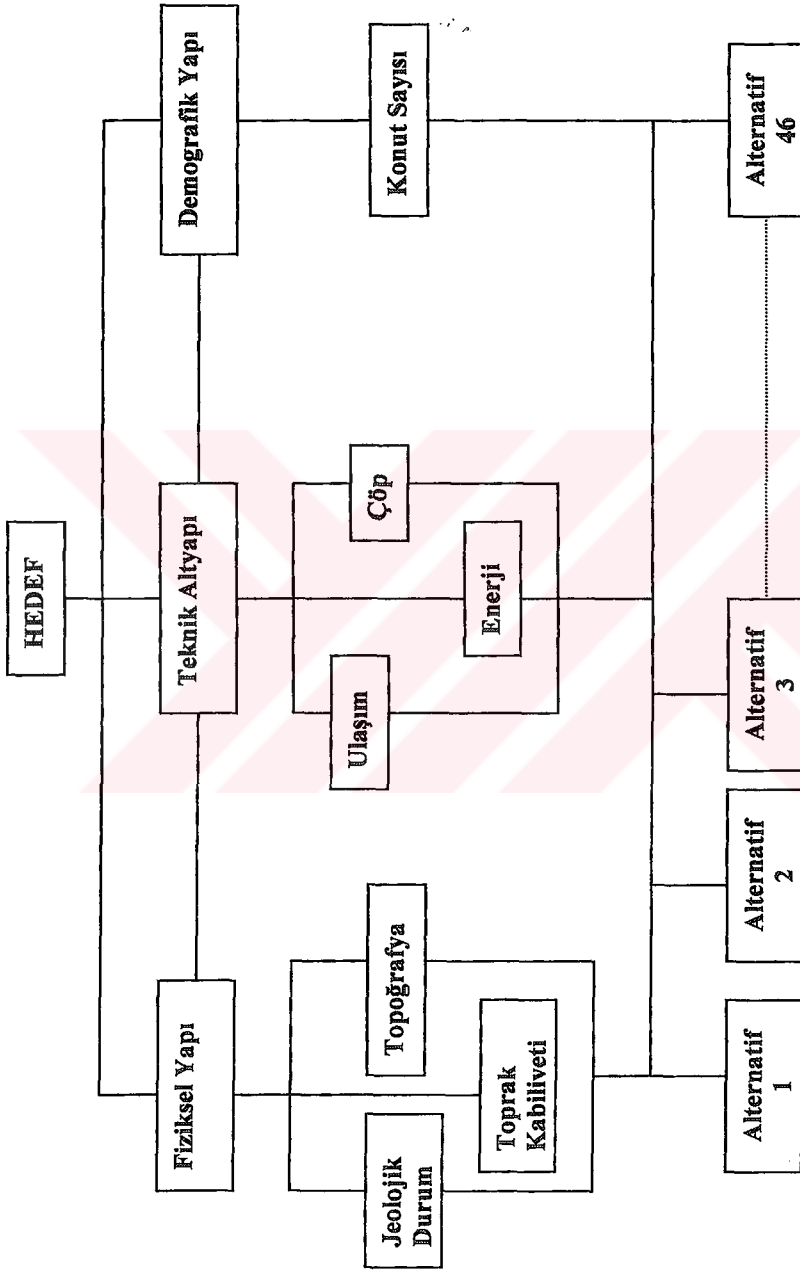 HEDEF
Fiziksel Yapı
Teknik Altyapı
Demografik Yapı
Jeolojik
Durum
Topoğrafya
Toprak
Kabiliveti
Ulaşım
Çöp
Enerji
Konut Sayısı
Alternatif
1
Alternatif
2
Alternatif
3
Alternatif
46